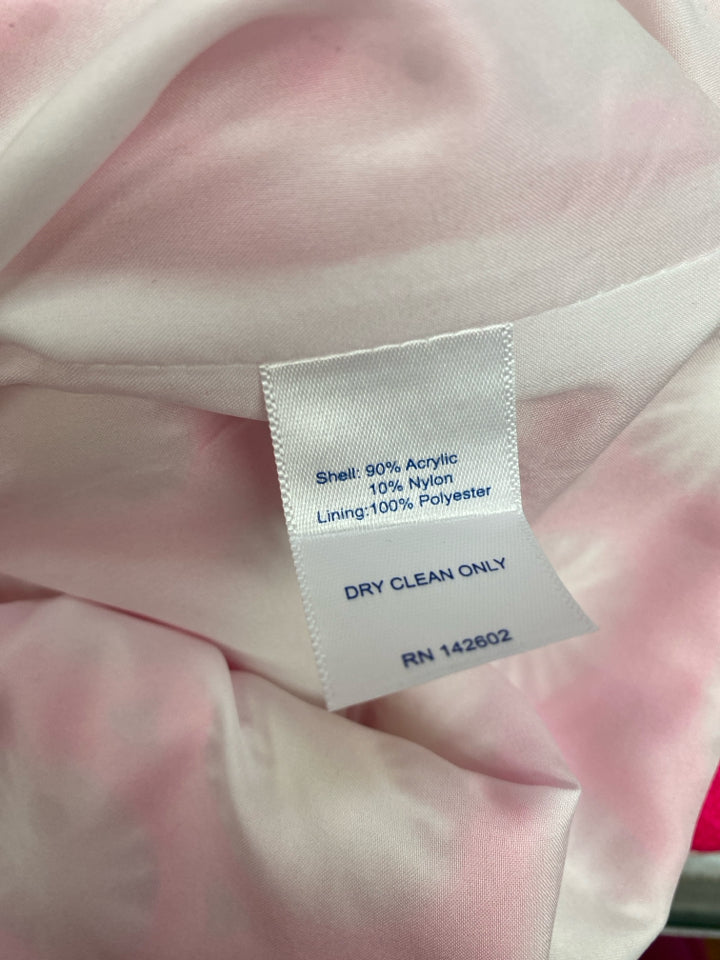 Shell: 90% Acrylic
10% Nylon
Lining:100% Polyester
DRY CLEAN ONLY
RN 142602